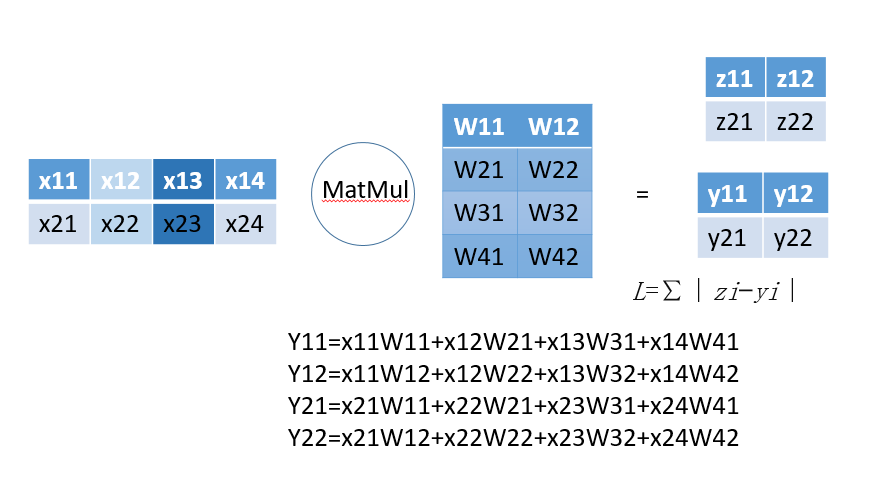 x11 x12 x13 x14
x21 x22 x23 x24
MatMul
W11 W12
W21 W22
W31 W32
W41 W42
=
z11 z12
z21 z22
y11 y12
y21 y22
L=∑ | zi−yi |
Y11=x11W11+x12W21+x13W31+x14W41
Y12=x11W12+x12W22+x13W32+x14W42
Y21=x21W11+x22W21+x23W31+x24W41
Y22=x21W12+x22W22+x23W32+x24W42